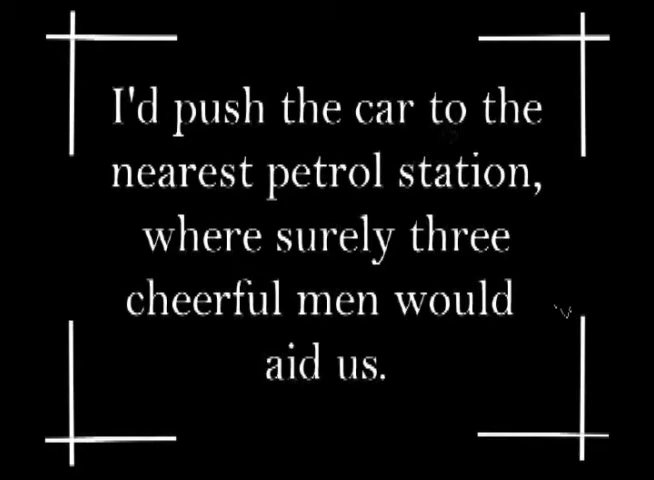 I'd push the car to the
nearest petrol station,
where surely three
cheerful men would
aid us.